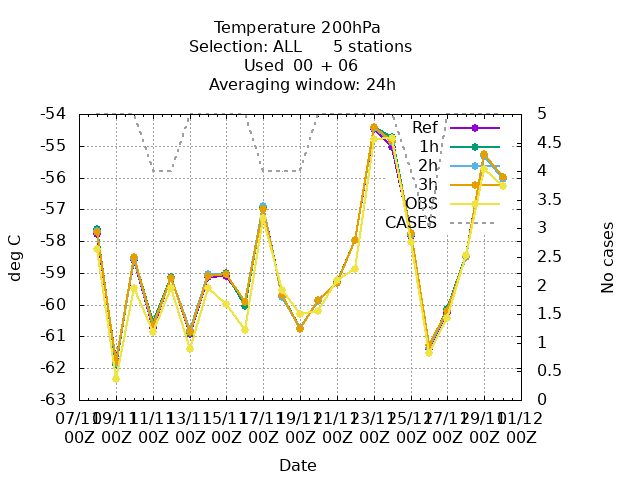 Temperature 200hPa
Selection: ALL 5 stations
Used 00 + 06
Averaging window: 24h
-54
-55
-56
-57
-58
-59
-60
-61
-62
-63
5
4.5
4
3.5
3
2.5
2
1.5
1
0.5
0
deg C
No cases
Ref
1h
2h
3h
OBS
CASES
07/11 09/11 11/11 13/11 15/11 17/11 19/11 21/11 23/11 25/11 27/11 29/11 01/12
00Z 00Z 00Z 00Z 00Z 00Z 00Z 00Z 00Z 00Z 00Z 00Z 00Z
Date